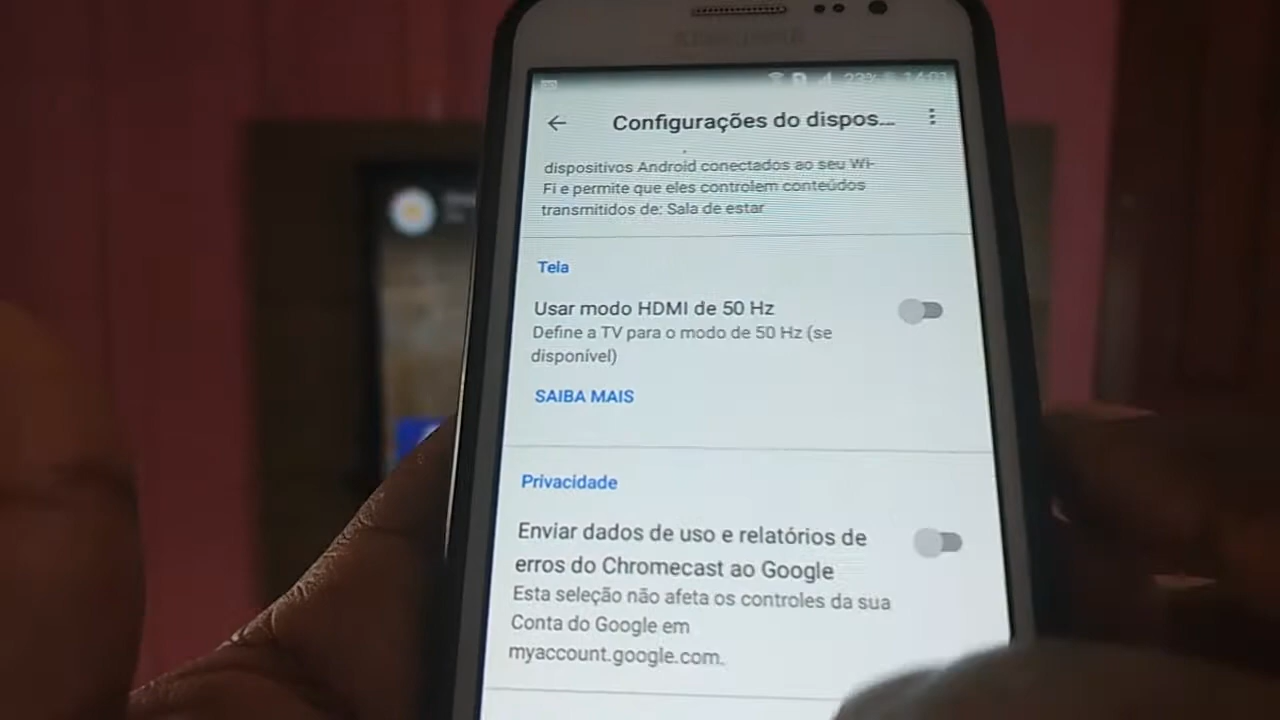 23% 14:03
Configurações do dispos...
dispositivos Android conectados ao seu Wi-
Fi e permite que eles controlem conteúdos
transmitidos de: Sala de estar
Tela
Usar modo HDMI de 50 Hz
Define a TV para o modo de 50 Hz (se
disponível)
SAIBA MAIS
Privacidade
Enviar dados de uso e relatórios de
erros do Chromecast ao Google
Esta seleção não afeta os controles da sua
Conta do Google em
myaccount.google.com.